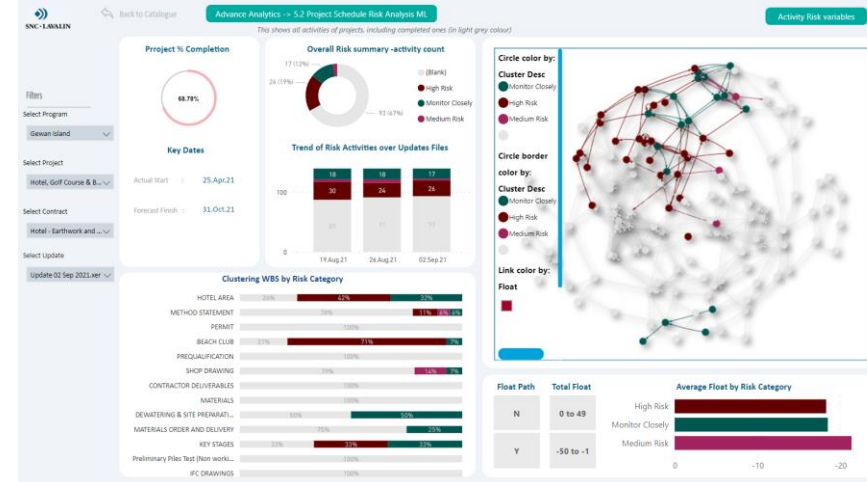 SNC · LAVALIN
Back to Catalogue
Advance Analytics -> 5.2 Project Schedule Risk Analysis ML
Activity Risk variables
This shows all activities of projects, including completed ones (in light grey colour)
Filters
Select Program
Gewan Island
Select Project
Hotel, Golf Course & B...
Select Contract
Hotel - Earthwork and ...
Select Update
Update 02 Sep 2021.xer
Prroject % Completion
68.78%
Key Dates
Actual Start : 25.Apr.21
Forecast Finish : 31.Oct.21
Overall Risk summary -activity count
17 (12%)
26 (19%)
93 (67%)
(Blank)
High Risk
Monitor Closely
Medium Risk
Trend of Risk Activities over Updates Files
100
0
18 18 17
30 24 26
19.Aug.21 26.Aug.21 02.Sep.21
Clustering WBS by Risk Category
HOTEL AREA 26% 42% 32%
METHOD STATEMENT 78% 11% 6% 6%
PERMIT 100%
BEACH CLUB 21% 71% 7%
PREQUALIFICATION 100%
SHOP DRAWING 79% 14% 7%
CONTRACTOR DELIVERABLES 100%
MATERIALS 100%
DEWATERING & SITE PREPARATI... 50% 50%
MATERIALS ORDER AND DELIVERY 75% 25%
KEY STAGES 33% 33% 33%
Preliminary Piles Test (Non worki... 100%
IFC DRAWINGS 100%
Circle color by:
Cluster Desc
Monitor Closely
High Risk
Medium Risk
Circle border
color by:
Cluster Desc
Monitor Closely
High Risk
Medium Risk
Link color by:
Float
Float Path Total Float
N 0 to 49
Y -50 to -1
Average Float by Risk Category
High Risk
Monitor Closely
Medium Risk
0 -10 -20